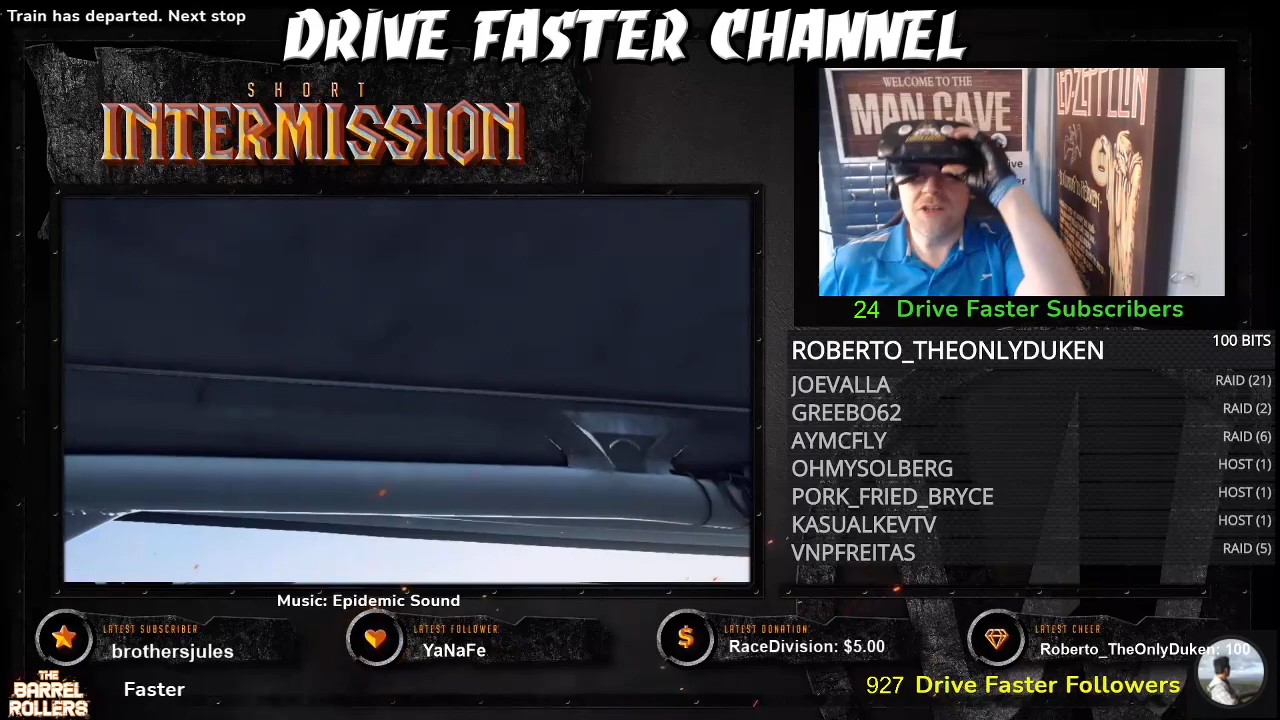 Train has departed. Next stop
DRIVE FASTER CHANNEL
SHORT
INTERMISSION
WELCOME TO THE
MAN CAVE
LED-ZEPPELIN
24 Drive Faster Subscribers
ROBERTO_THEONLYDUKEN 100 BITS
JOEVALLA RAID (21)
GREEBO62 RAID (2)
AYMCFLY RAID (6)
OHMYSOLBERG HOST (1)
PORK_FRIED_BRYCE HOST (1)
KASUALKEVTV HOST (1)
VNPFREITAS RAID (5)
Music: Epidemic Sound
LATEST SUBSCRIBER
brothersjules
LATEST FOLLOWER
YaNaFe
LATEST DONATION
RaceDivision: $5.00
LATEST CHEER
Roberto_TheOnlyDuken: 100
THE
BARREL
ROLLERS
Faster
927 Drive Faster Followers